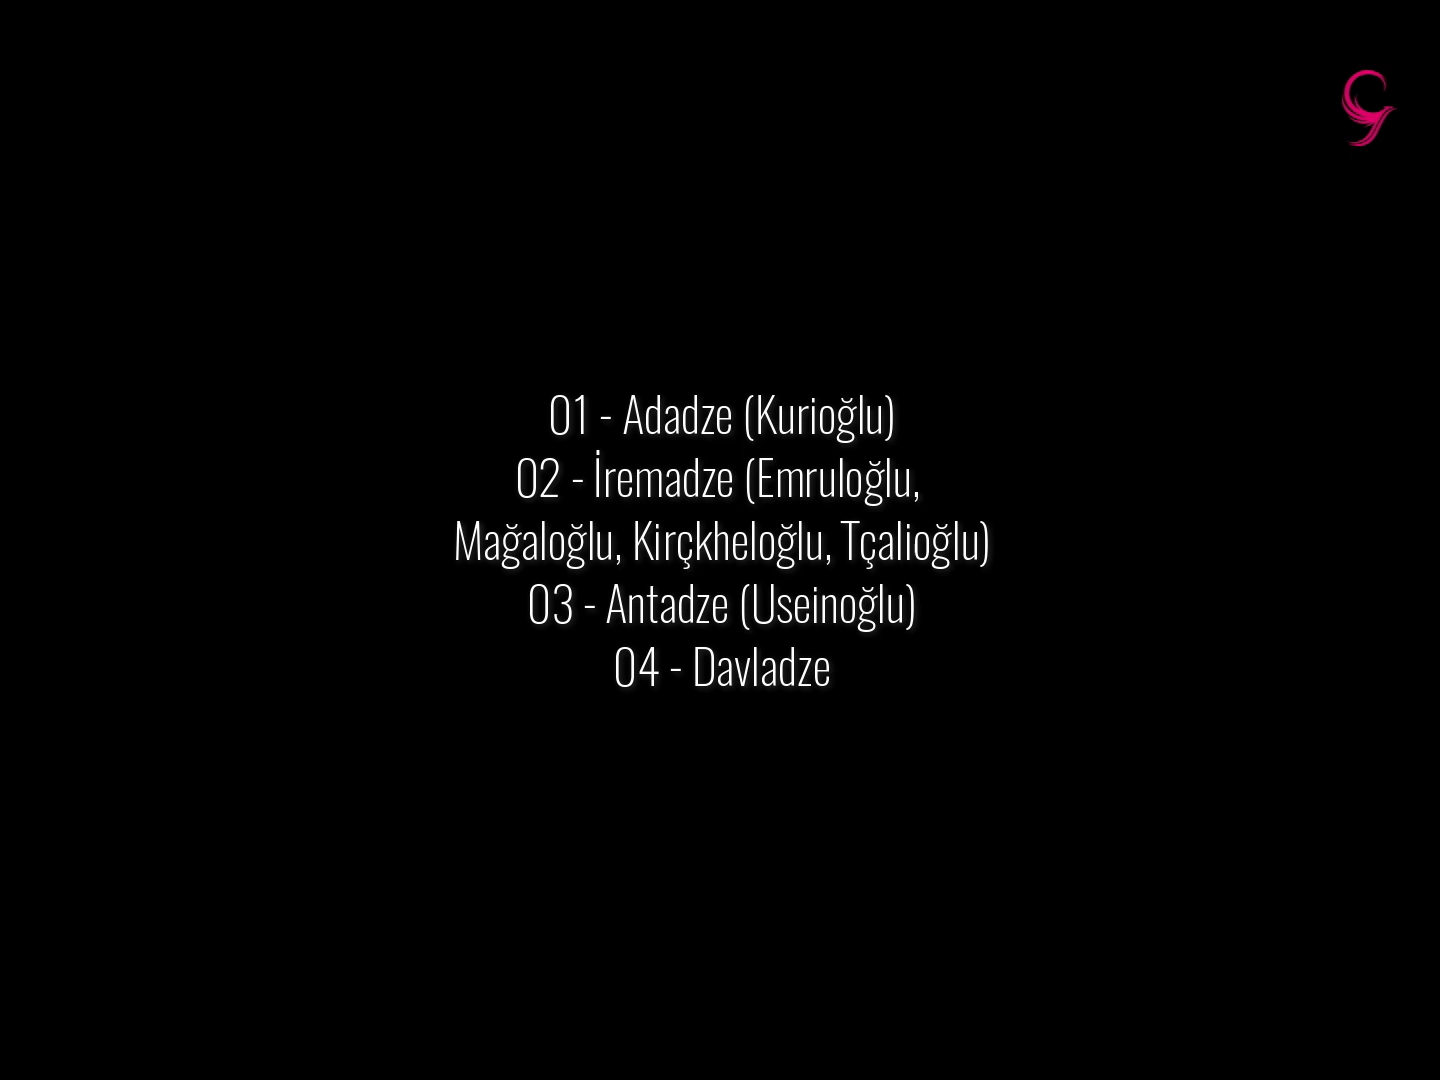 01 - Adadze (Kurioğlu)
02 - İremadze (Emruloğlu,
Mağaloğlu, Kirçkheloğlu, Tçalioğlu)
03 - Antadze (Useinoğlu)
04 - Davladze